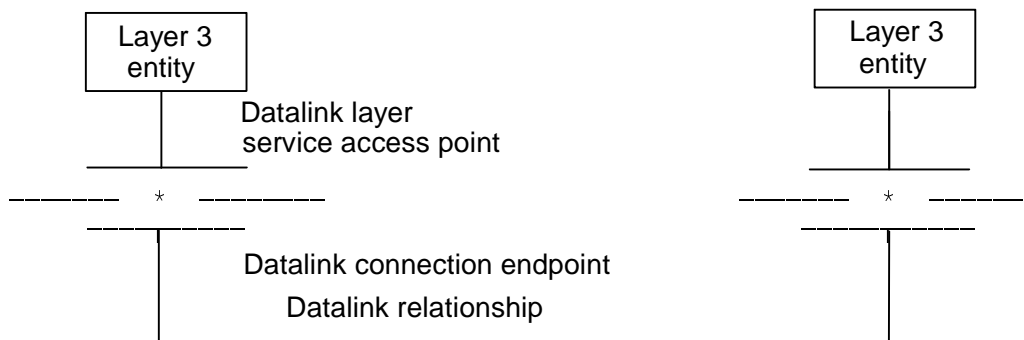 Layer 3
entity
Layer 3
entity
Datalink layer
service access point
*
*
Datalink connection endpoint
Datalink relationship